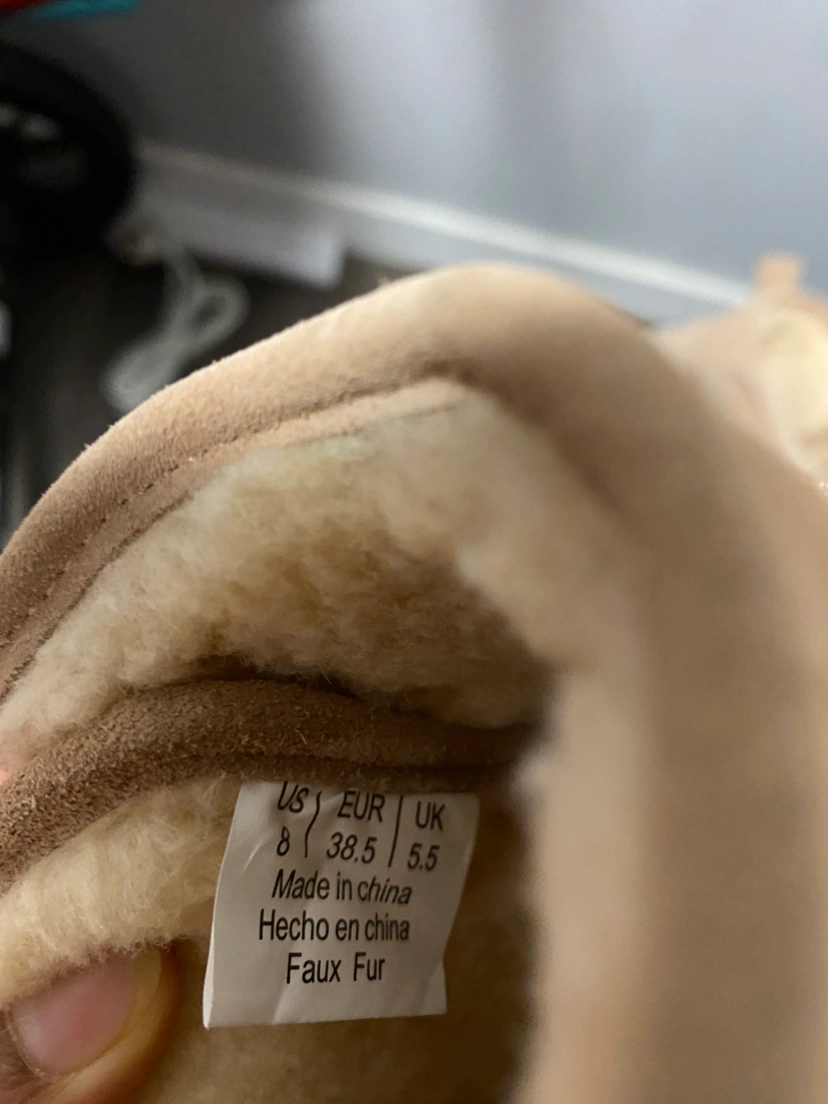 US | EUR | UK
8 | 38.5 | 5.5
Made in china
Hecho en china
Faux Fur